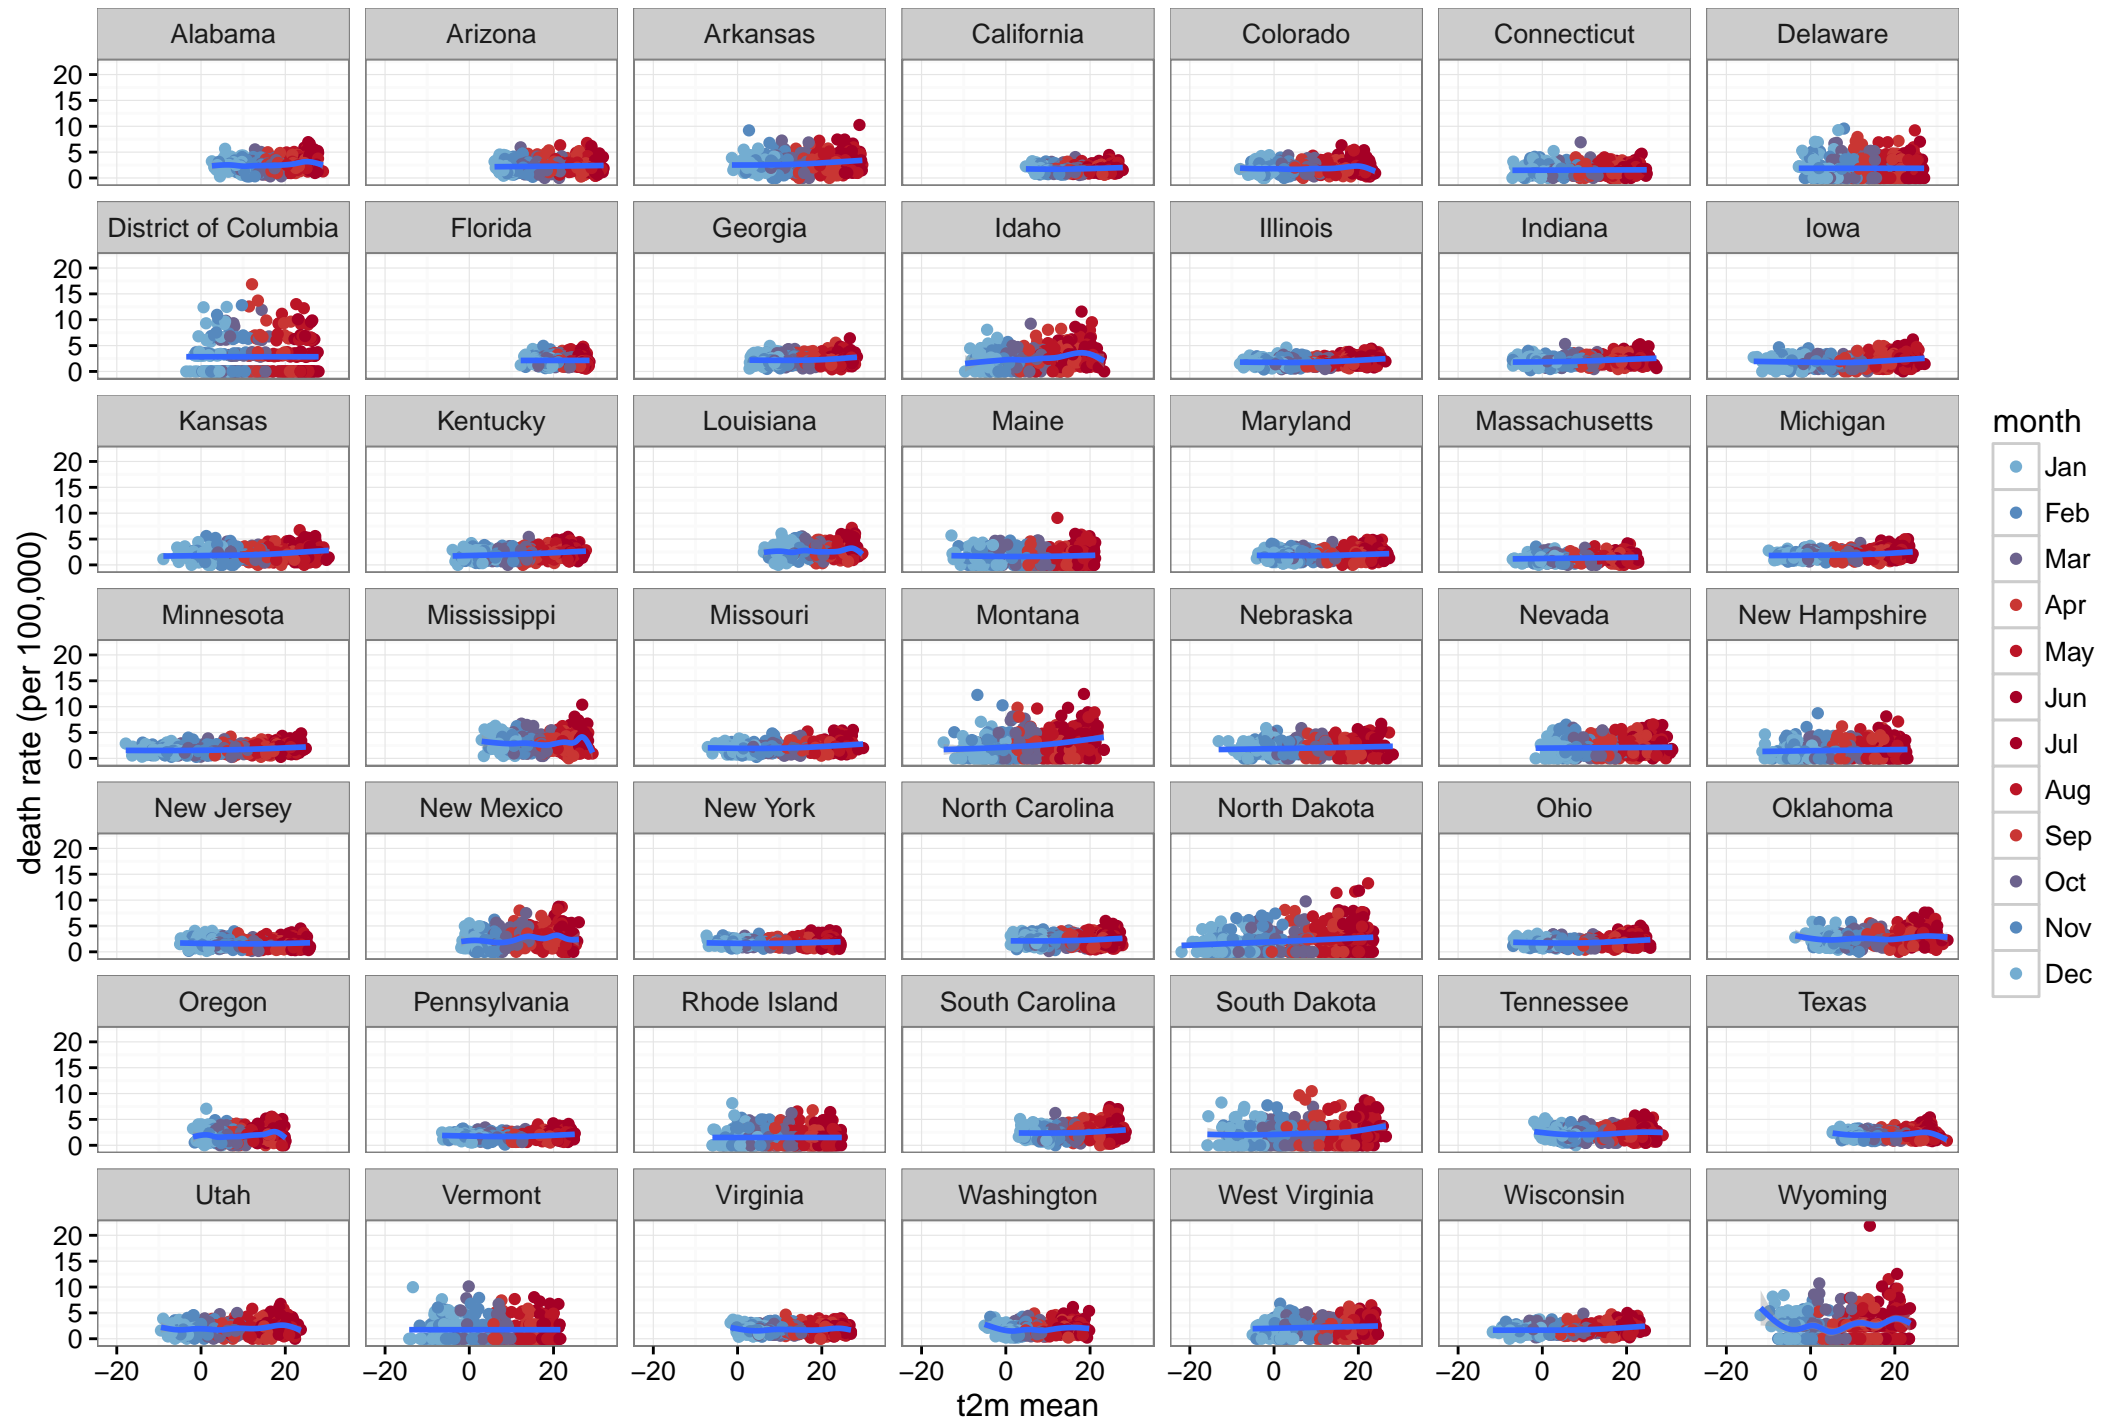 Alabama Arizona Arkansas California Colorado Connecticut Delaware
20
15
10
5
0
District of Columbia Florida Georgia Idaho Illinois Indiana Iowa
20
15
10
5
0
Kansas Kentucky Louisiana Maine Maryland Massachusetts Michigan
20
15
10
5
0
Minnesota Mississippi Missouri Montana Nebraska Nevada New Hampshire
20
15
10
5
0
New Jersey New Mexico New York North Carolina North Dakota Ohio Oklahoma
20
15
10
5
0
Oregon Pennsylvania Rhode Island South Carolina South Dakota Tennessee Texas
20
15
10
5
0
Utah Vermont Virginia Washington West Virginia Wisconsin Wyoming
20
15
10
5
0
−20 0 20 −20 0 20 −20 0 20 −20 0 20 −20 0 20 −20 0 20 −20 0 20
t2m mean
death rate (per 100,000)
month
Jan
Feb
Mar
Apr
May
Jun
Jul
Aug
Sep
Oct
Nov
Dec